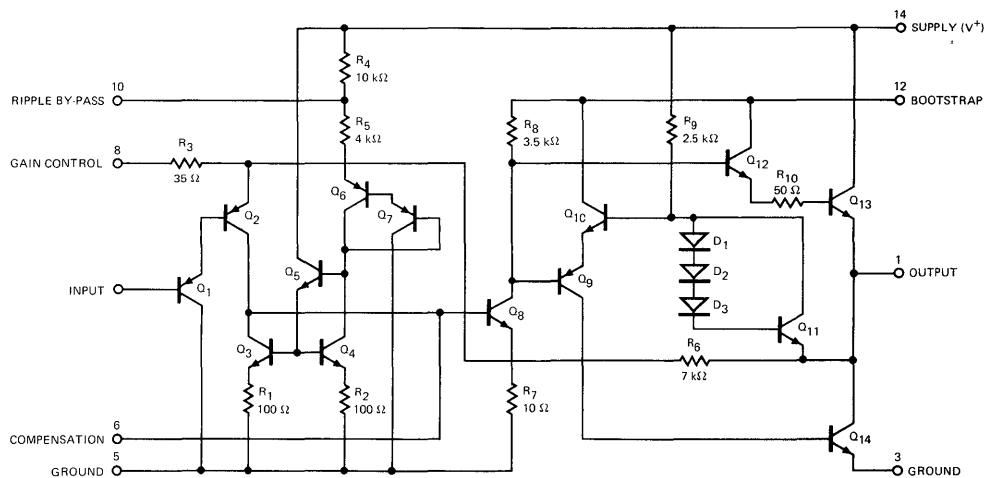 14
SUPPLY (V+)
R4
10 kΩ
10
RIPPLE BY-PASS
12
BOOTSTRAP
R5
4 kΩ
R8
3.5 kΩ
R9
2.5 kΩ
8
GAIN CONTROL
R3
35 Ω
Q12
R10
50 Ω
Q6
Q7
Q13
Q2
Q10
D1
Q5
D2
1
OUTPUT
INPUT
Q1
Q9
D3
Q8
Q11
Q3
Q4
R6
7 kΩ
R1
100 Ω
R2
100 Ω
R7
10 Ω
6
COMPENSATION
Q14
5
GROUND
3
GROUND